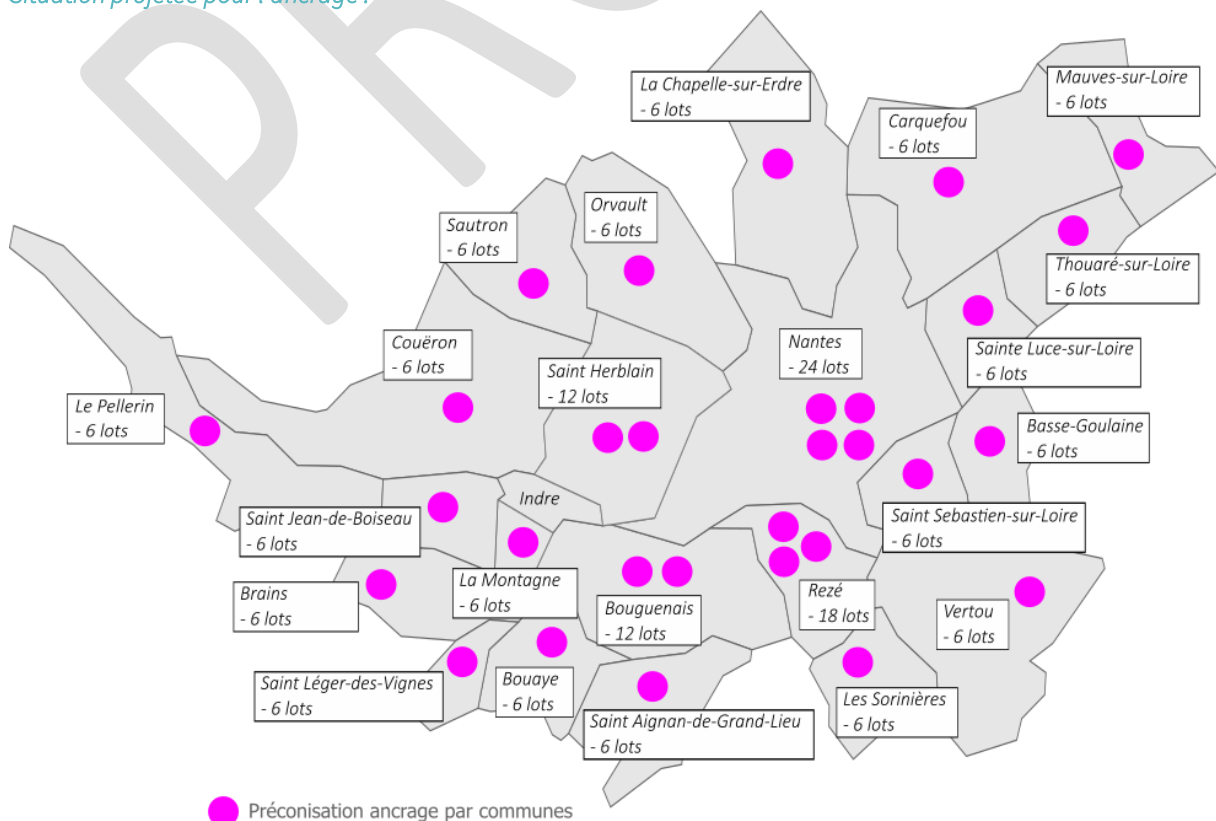 Situation projetée pour l'ancrage :
PRO
La Chapelle-sur-Erdre
- 6 lots
Mauves-sur-Loire
- 6 lots
Carquefou
- 6 lots
Orvault
- 6 lots
Sautron
- 6 lots
Thouaré-sur-Loire
- 6 lots
Couëron
- 6 lots
Saint Herblain
- 12 lots
Nantes
- 24 lots
Sainte Luce-sur-Loire
- 6 lots
Le Pellerin
- 6 lots
Basse-Goulaine
- 6 lots
Indre
Saint Jean-de-Boiseau
- 6 lots
Saint Sebastien-sur-Loire
- 6 lots
Brains
- 6 lots
La Montagne
- 6 lots
Bouguenais
- 12 lots
Rezé
- 18 lots
Vertou
- 6 lots
Saint Léger-des-Vignes
- 6 lots
Bouaye
- 6 lots
Saint Aignan-de-Grand-Lieu
- 6 lots
Les Sorinières
- 6 lots
Préconisation ancrage par communes